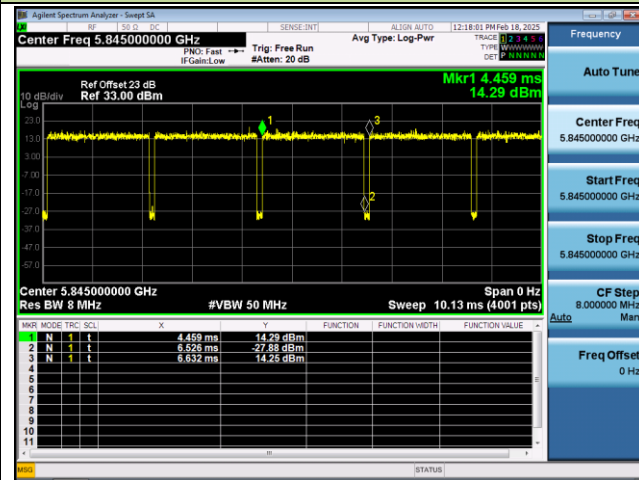 Agilent Spectrum Analyzer - Swept SA
RF 50 Ω DC SENSE:INT ALIGN AUTO 12:18:01 PM Feb 18, 2025
Center Freq 5.845000000 GHz
Avg Type: Log-Pwr
TRACE 1 2 3 4 5 6
TYPE WWWWWW
DET P NNNNN
PNO: Fast
IFGain:Low
Trig: Free Run
#Atten: 20 dB
Frequency
Mkr1 4.459 ms
14.29 dBm
Ref Offset 23 dB
10 dB/div Ref 33.00 dBm
Log
23.0
13.0
3.00
-7.00
-17.0
-27.0
-37.0
-47.0
-57.0
1
3
2
Center 5.845000000 GHz Span 0 Hz
Res BW 8 MHz #VBW 50 MHz Sweep 10.13 ms (4001 pts)
MKR MODE TRC SCL X Y FUNCTION FUNCTION WIDTH FUNCTION VALUE
1 N 1 t 4.459 ms 14.29 dBm
2 N 1 t 6.526 ms -27.88 dBm
3 N 1 t 6.632 ms 14.25 dBm
4
5
6
7
8
9
10
11
MSG STATUS
Auto Tune
Center Freq
5.845000000 GHz
Start Freq
5.845000000 GHz
Stop Freq
5.845000000 GHz
CF Step
8.000000 MHz
Auto Man
Freq Offset
0 Hz